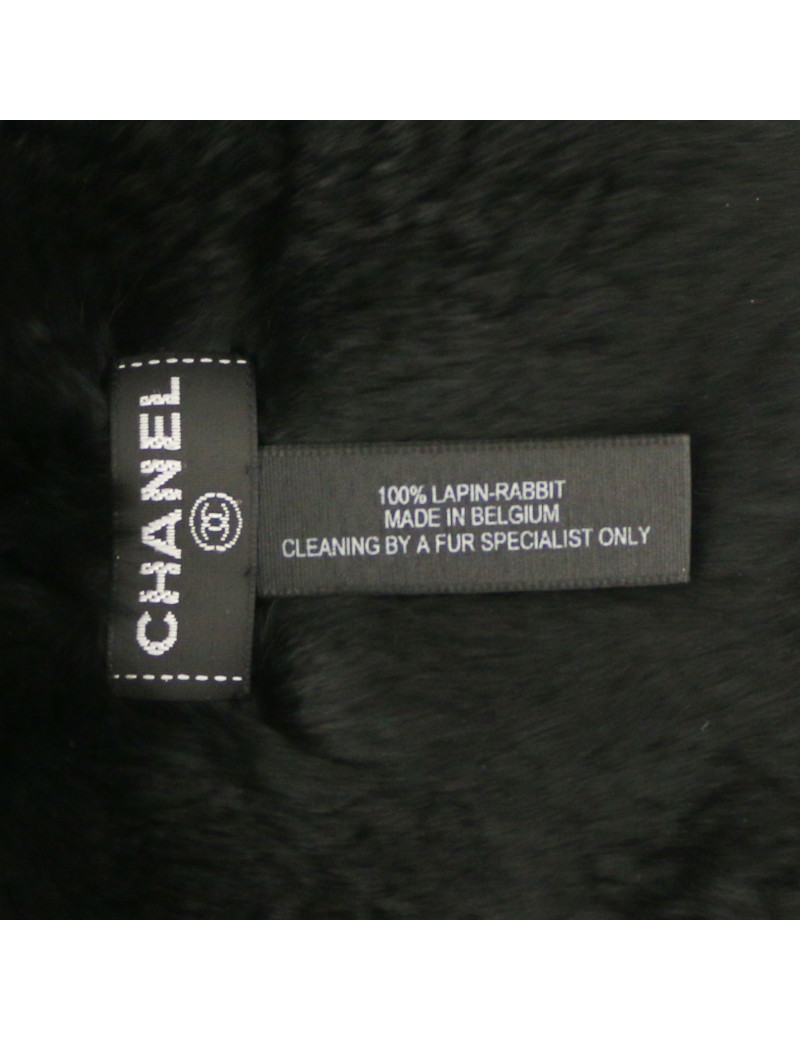 CHANEL
100% LAPIN-RABBIT
MADE IN BELGIUM
CLEANING BY A FUR SPECIALIST ONLY